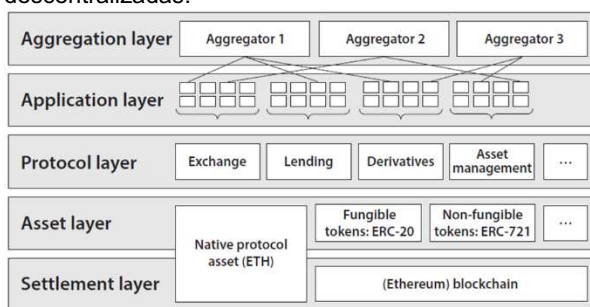 descentralizadas.
Aggregation layer
Aggregator 1
Aggregator 2
Aggregator 3
Application layer
Protocol layer
Exchange
Lending
Derivatives
Asset
management
...
Asset layer
Native protocol
asset (ETH)
Fungible
tokens: ERC-20
Non-fungible
tokens: ERC-721
...
Settlement layer
(Ethereum) blockchain